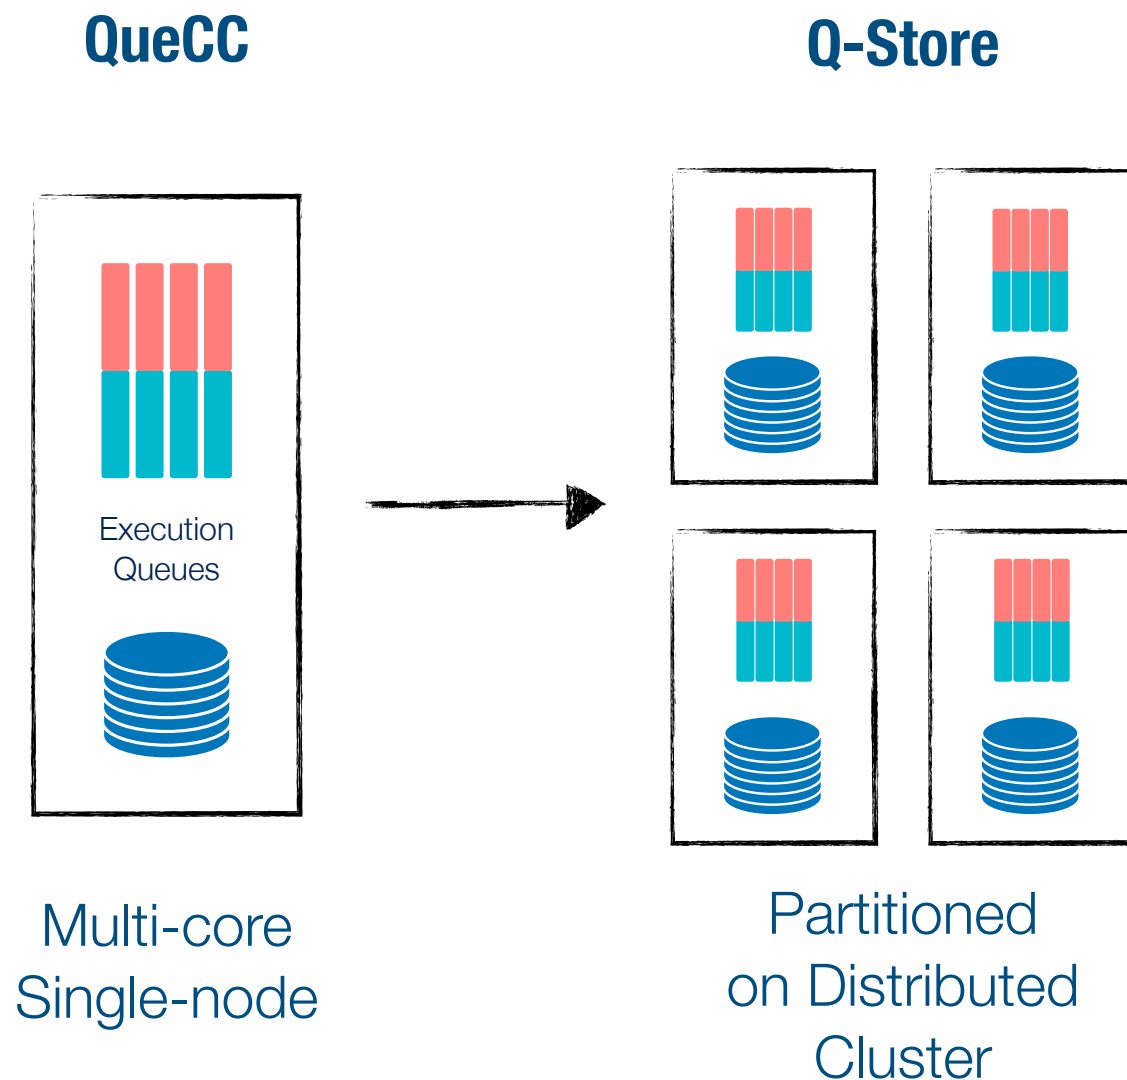 QueCC
Q-Store
Execution
Queues
Multi-core
Single-node
Partitioned
on Distributed
Cluster